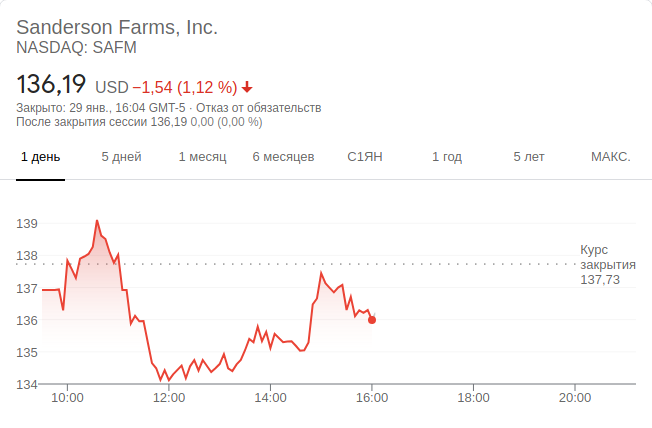 Sanderson Farms, Inc.
NASDAQ: SAFM
136,19 USD −1,54 (1,12 %)
Закрыто: 29 янв., 16:04 GMT-5 · Отказ от обязательств
После закрытия сессии 136,19 0,00 (0,00 %)
1 день 5 дней 1 месяц 6 месяцев С1ЯН 1 год 5 лет МАКС.
139
138
137
136
135
134
Курс
закрытия
137,73
10:00 12:00 14:00 16:00 18:00 20:00